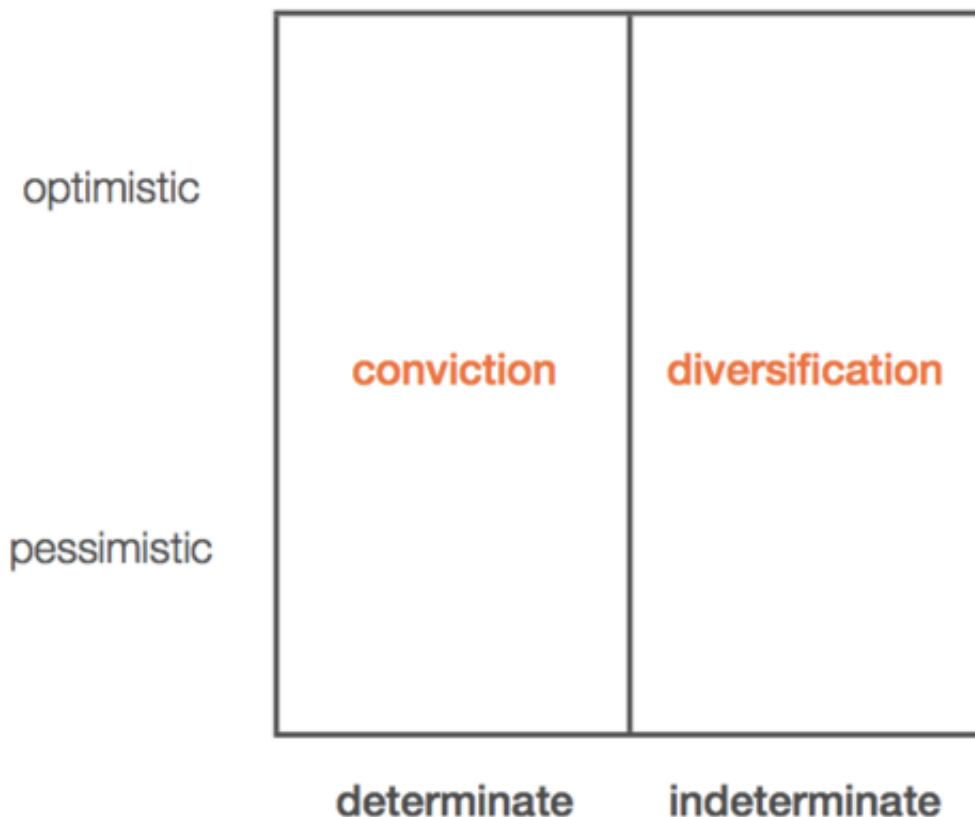 optimistic
conviction diversification
pessimistic
determinate indeterminate